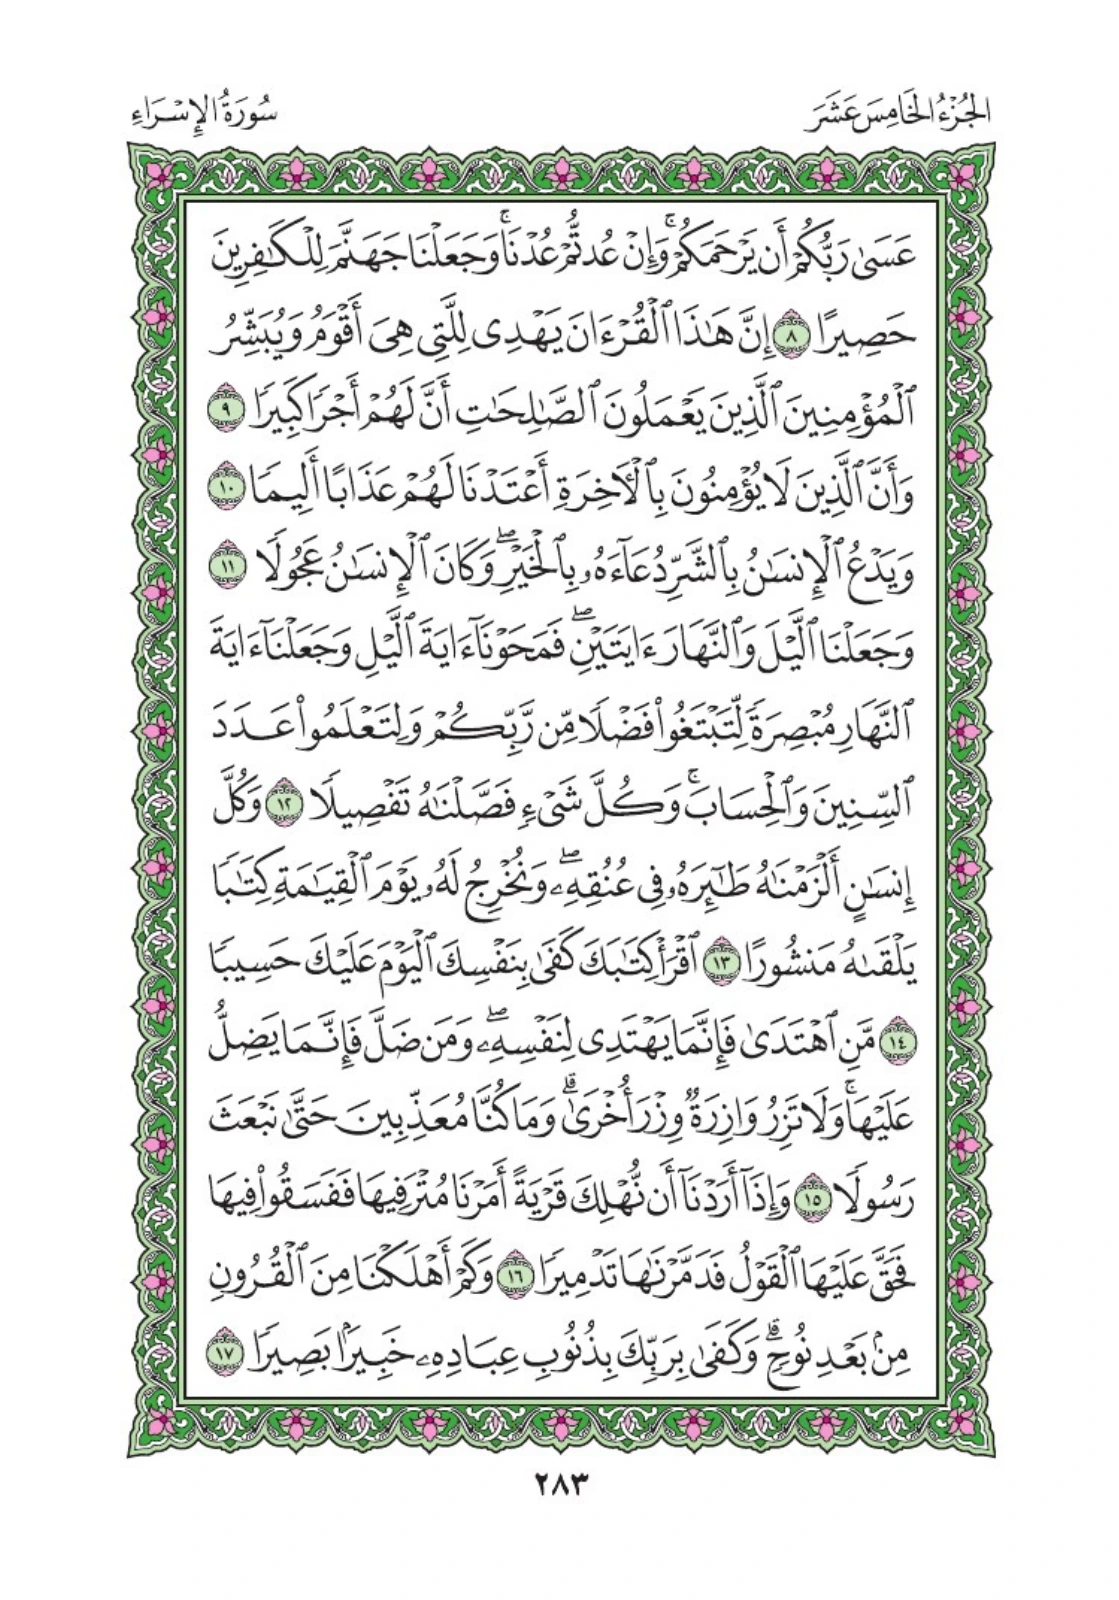 الجُزْءُ الخَامِسَ عَشَرَ
سُورَةُ الإِسْرَاءِ
عَسَىٰ رَبُّكُمْ أَن يَرْحَمَكُمْ ۚ وَإِنْ عُدتُّمْ عُدْنَا ۚ وَجَعَلْنَا جَهَنَّمَ لِلْكَـٰفِرِينَ
حَصِيرًا ٨ إِنَّ هَـٰذَا ٱلْقُرْءَانَ يَهْدِى لِلَّتِى هِىَ أَقْوَمُ وَيُبَشِّرُ
ٱلْمُؤْمِنِينَ ٱلَّذِينَ يَعْمَلُونَ ٱلصَّـٰلِحَـٰتِ أَنَّ لَهُمْ أَجْرًا كَبِيرًا ٩
وَأَنَّ ٱلَّذِينَ لَا يُؤْمِنُونَ بِٱلْـَٔاخِرَةِ أَعْتَدْنَا لَهُمْ عَذَابًا أَلِيمًا ١٠
وَيَدْعُ ٱلْإِنسَـٰنُ بِٱلشَّرِّ دُعَآءَهُۥ بِٱلْخَيْرِ ۖ وَكَانَ ٱلْإِنسَـٰنُ عَجُولًا ١١
وَجَعَلْنَا ٱلَّيْلَ وَٱلنَّهَارَ ءَايَتَيْنِ ۖ فَمَحَوْنَآ ءَايَةَ ٱلَّيْلِ وَجَعَلْنَآ ءَايَةَ
ٱلنَّهَارِ مُبْصِرَةً لِّتَبْتَغُوا۟ فَضْلًا مِّن رَّبِّكُمْ وَلِتَعْلَمُوا۟ عَدَدَ
ٱلسِّنِينَ وَٱلْحِسَابَ ۚ وَكُلَّ شَىْءٍ فَصَّلْنَـٰهُ تَفْصِيلًا ١٢ وَكُلَّ
إِنسَـٰنٍ أَلْزَمْنَـٰهُ طَـٰٓئِرَهُۥ فِى عُنُقِهِۦ ۖ وَنُخْرِجُ لَهُۥ يَوْمَ ٱلْقِيَـٰمَةِ كِتَـٰبًا
يَلْقَىٰهُ مَنشُورًا ١٣ ٱقْرَأْ كِتَـٰبَكَ كَفَىٰ بِنَفْسِكَ ٱلْيَوْمَ عَلَيْكَ حَسِيبًا
١٤ مَّنِ ٱهْتَدَىٰ فَإِنَّمَا يَهْتَدِى لِنَفْسِهِۦ ۖ وَمَن ضَلَّ فَإِنَّمَا يَضِلُّ
عَلَيْهَا ۚ وَلَا تَزِرُ وَازِرَةٌ وِزْرَ أُخْرَىٰ ۗ وَمَا كُنَّا مُعَذِّبِينَ حَتَّىٰ نَبْعَثَ
رَسُولًا ١٥ وَإِذَآ أَرَدْنَآ أَن نُّهْلِكَ قَرْيَةً أَمَرْنَا مُتْرَفِيهَا فَفَسَقُوا۟ فِيهَا
فَحَقَّ عَلَيْهَا ٱلْقَوْلُ فَدَمَّرْنَـٰهَا تَدْمِيرًا ١٦ وَكَمْ أَهْلَكْنَا مِنَ ٱلْقُرُونِ
مِنۢ بَعْدِ نُوحٍ ۗ وَكَفَىٰ بِرَبِّكَ بِذُنُوبِ عِبَادِهِۦ خَبِيرًۢا بَصِيرًا ١٧
٢٨٣